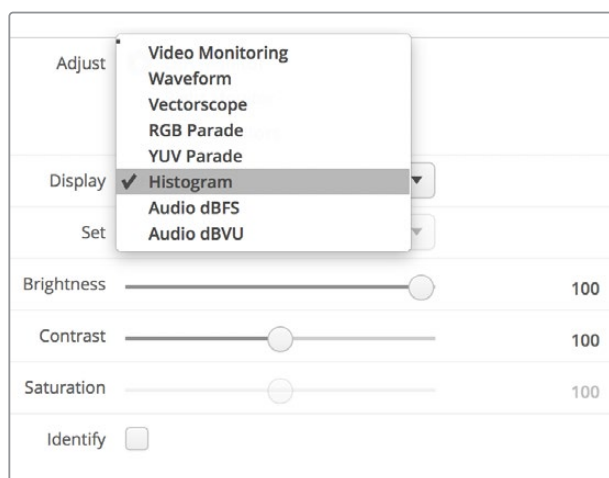 Adjust
Video Monitoring
Waveform
Vectorscope
RGB Parade
YUV Parade
Display ✓ Histogram
Audio dBFS
Set
Audio dBVU
Brightness 100
Contrast 100
Saturation 100
Identify